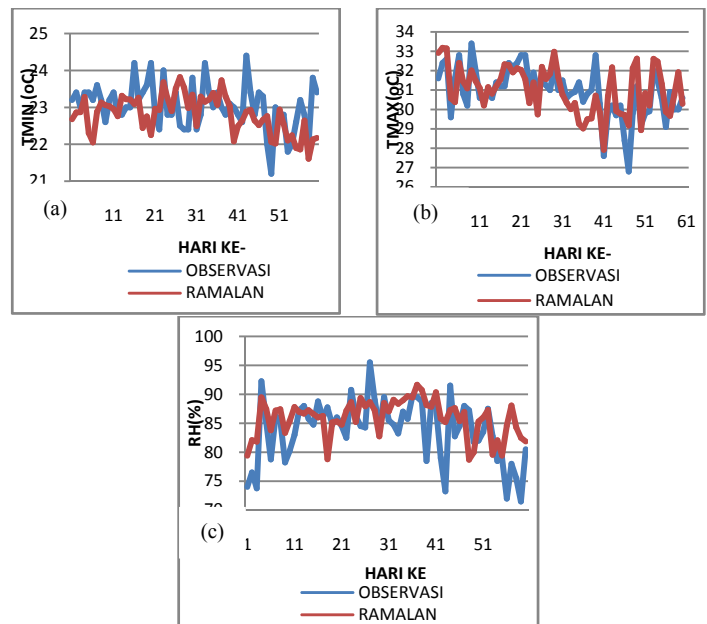 25
24
23
22
21
TMIN (oC)
(a)
11 21 31 41 51
HARI KE-
OBSERVASI
RAMALAN
33
32
31
30
29
28
27
26
TMAX(oC)
(b)
11 21 31 41 51 61
HARI KE-
OBSERVASI
RAMALAN
100
95
90
85
80
75
70
RH(%)
(c)
1 11 21 31 41 51
HARI KE
OBSERVASI
RAMALAN